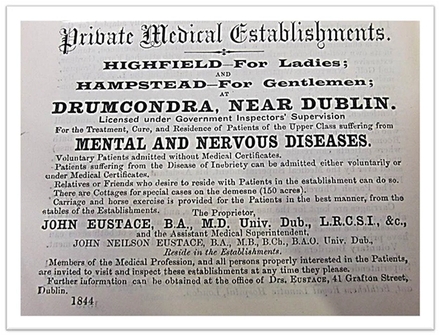 Private Medical Establishments.
HIGHFIELD—For Ladies;
AND
HAMPSTEAD—For Gentlemen;
AT
DRUMCONDRA, NEAR DUBLIN.
Licensed under Government Inspectors' Supervision
For the Treatment, Cure, and Residence of Patients of the Upper Class suffering from
MENTAL AND NERVOUS DISEASES.
Voluntary Patients admitted without Medical Certificates.
Patients suffering from the Disease of Inebriety can be admitted either voluntarily or
under Medical Certificates.
Relatives or Friends who desire to reside with Patients in the establishment can do so.
There are Cottages for special cases on the demesne (150 acres).
Carriage and horse exercise is provided for the Patients in the best manner, from the
stables of the Establishments.
The Proprietor,
JOHN EUSTACE, B.A., M.D. Univ. Dub., L.R.C.S.I., &c.,
and the Assistant Medical Superintendent,
JOHN NEILSON EUSTACE, B.A., M.B, B.Ch., B.A.O. Univ. Dub.,
Reside in the Establishments.
Members of the Medical Profession, and all persons properly interested in the Patients,
are invited to visit and inspect these establishments at any time they please.
Further information can be obtained at the office of Drs. EUSTACE, 41 Grafton Street,
Dublin.
1844